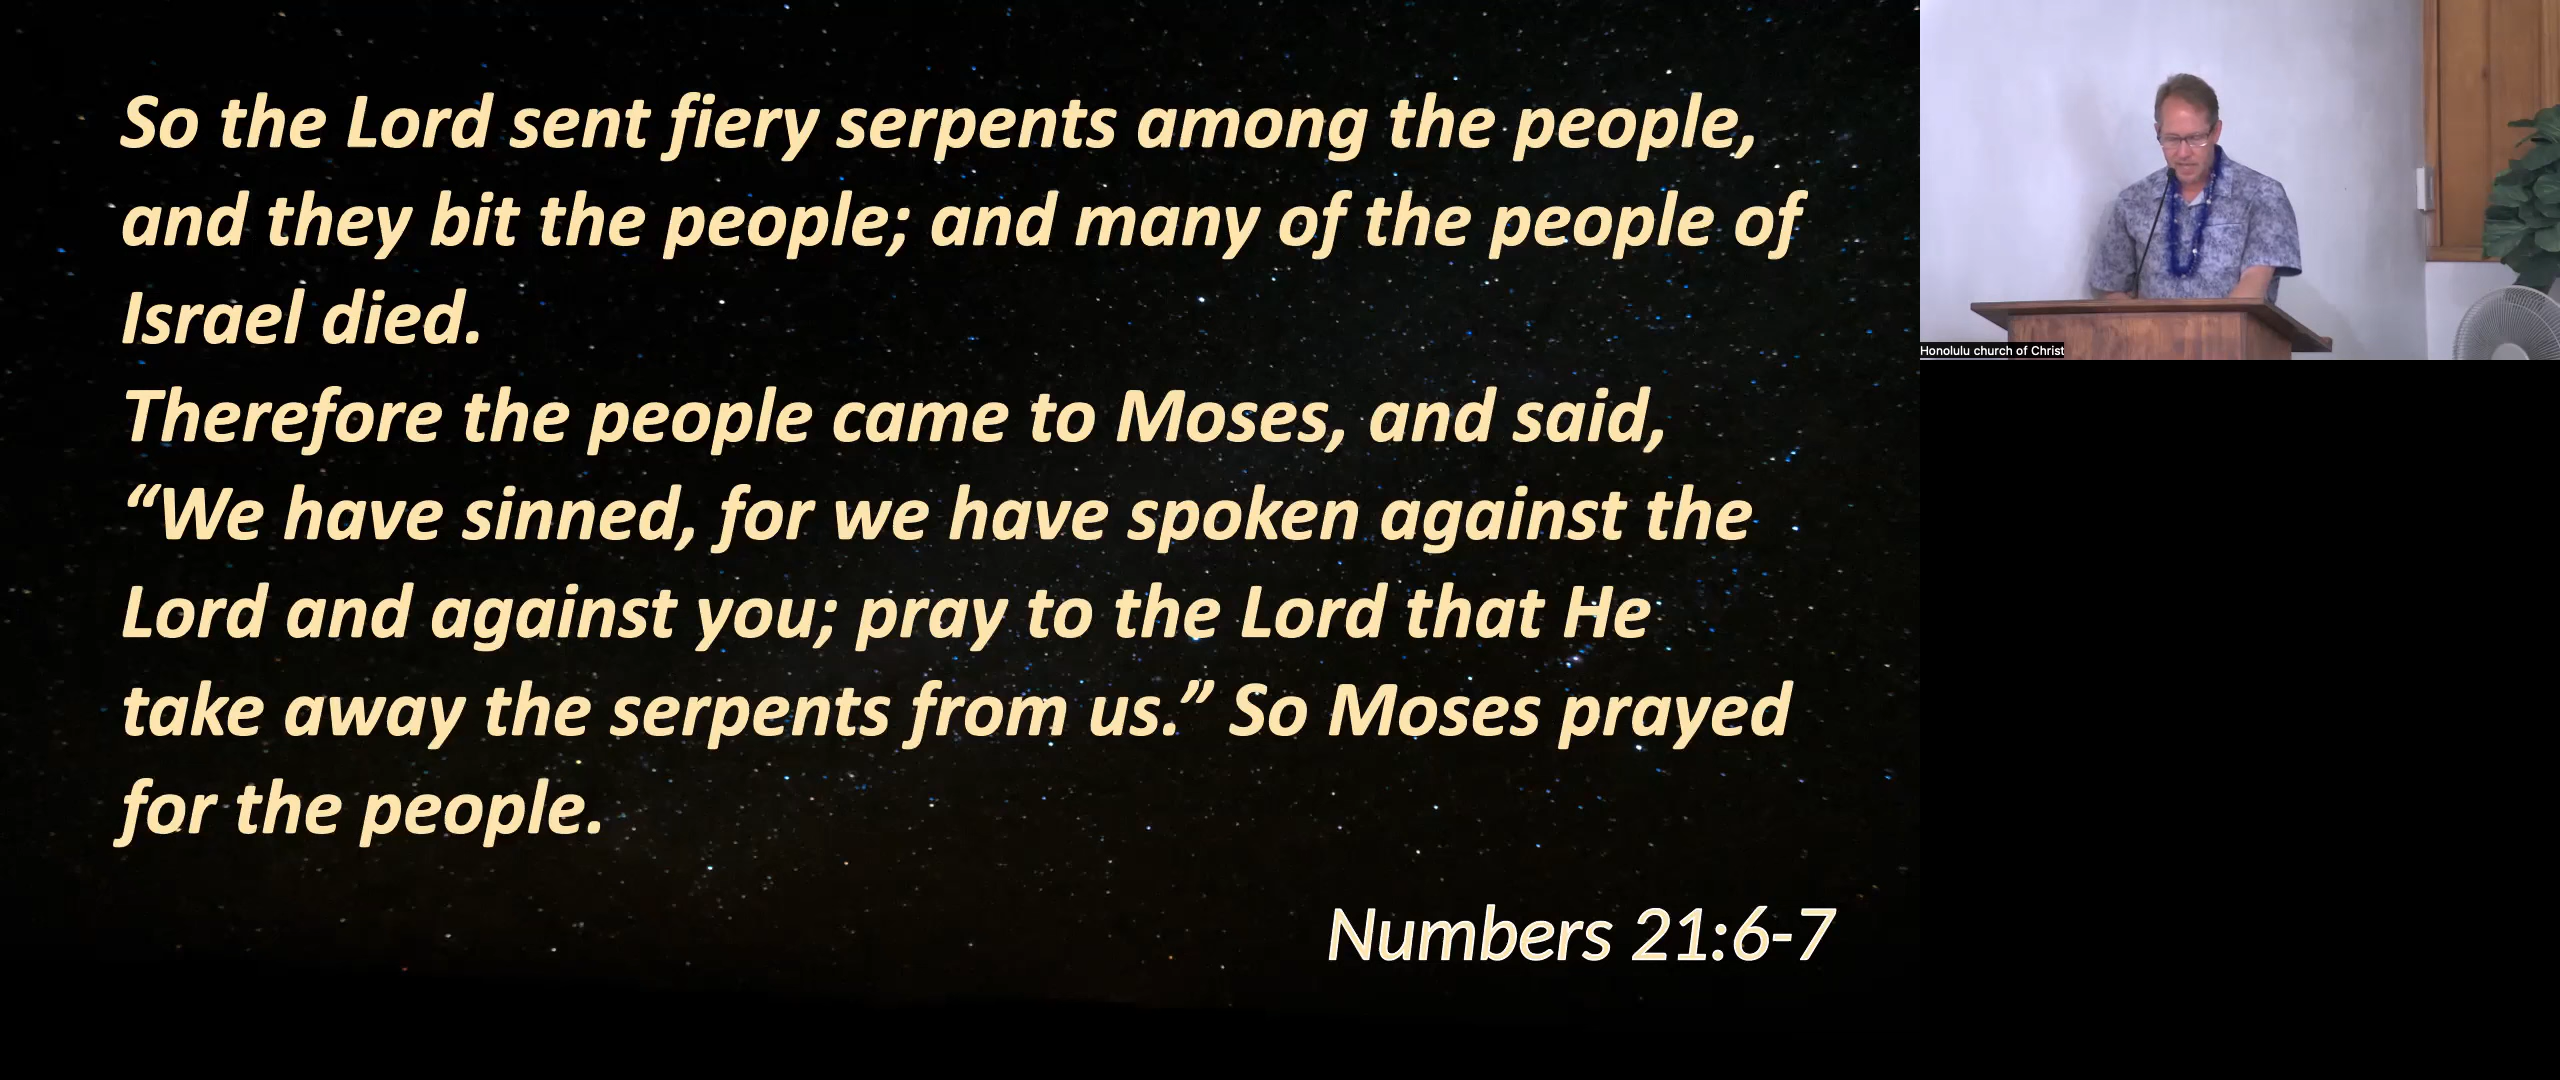 So the Lord sent fiery serpents among the people,
and they bit the people; and many of the people of
Israel died.
Therefore the people came to Moses, and said,
“We have sinned, for we have spoken against the
Lord and against you; pray to the Lord that He
take away the serpents from us.” So Moses prayed
for the people.
Numbers 21:6-7
Honolulu church of Christ